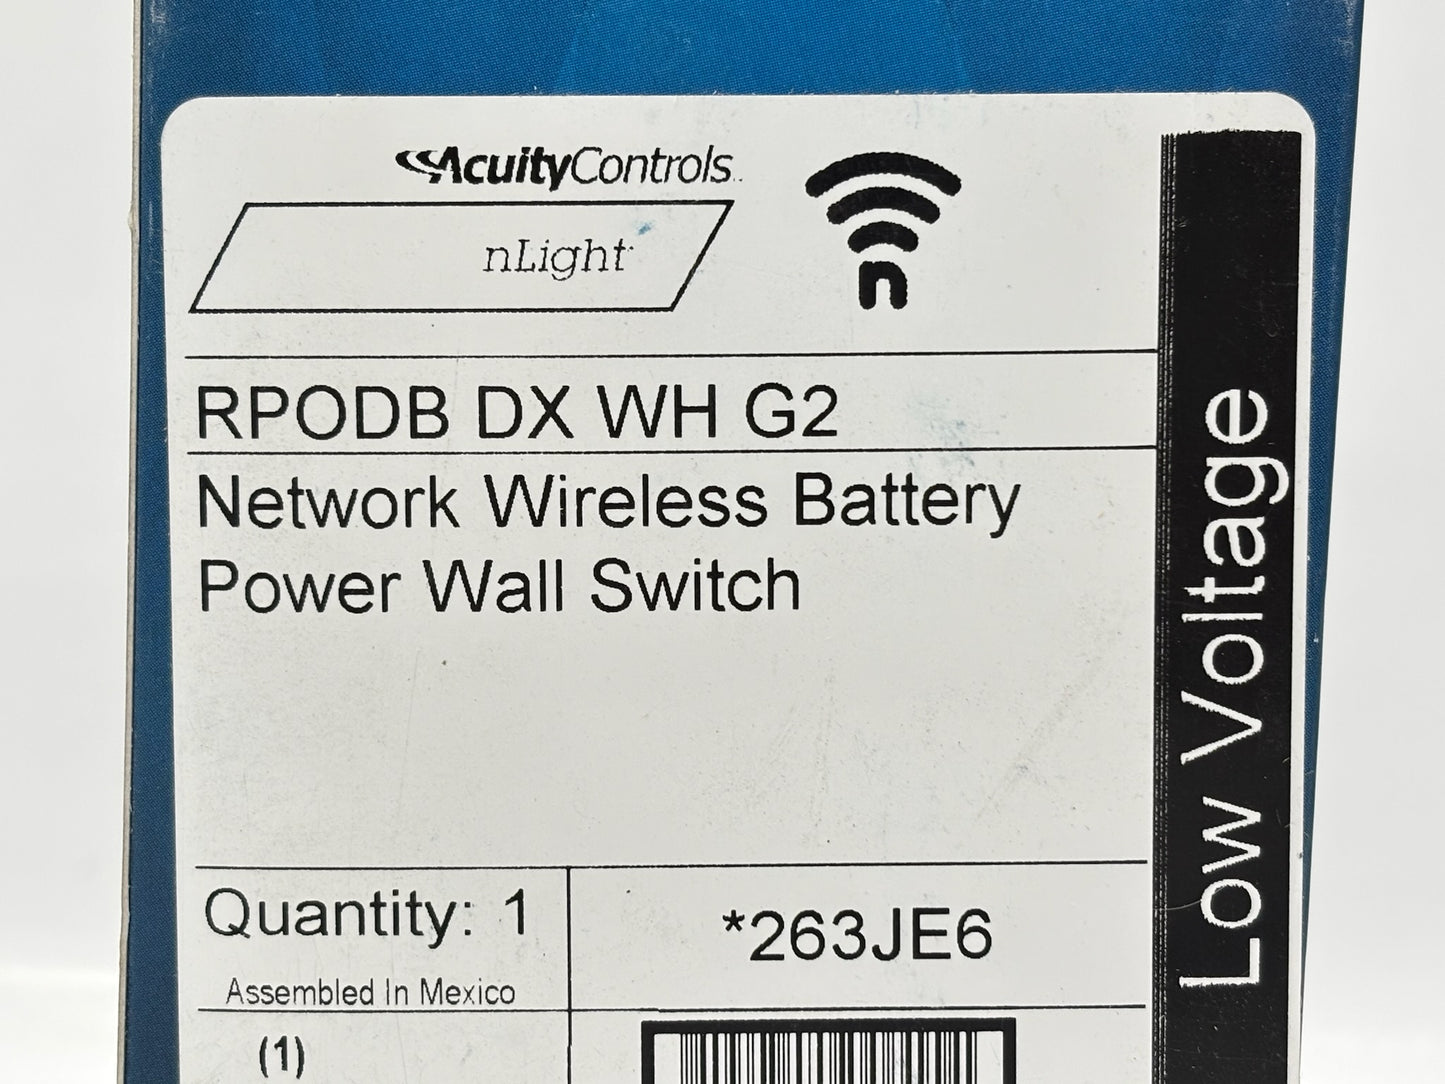 AcuityControls
nLight
n
RPODB DX WH G2
Network Wireless Battery
Power Wall Switch
Quantity: 1
*263JE6
Assembled In Mexico
(1)
Low Voltage